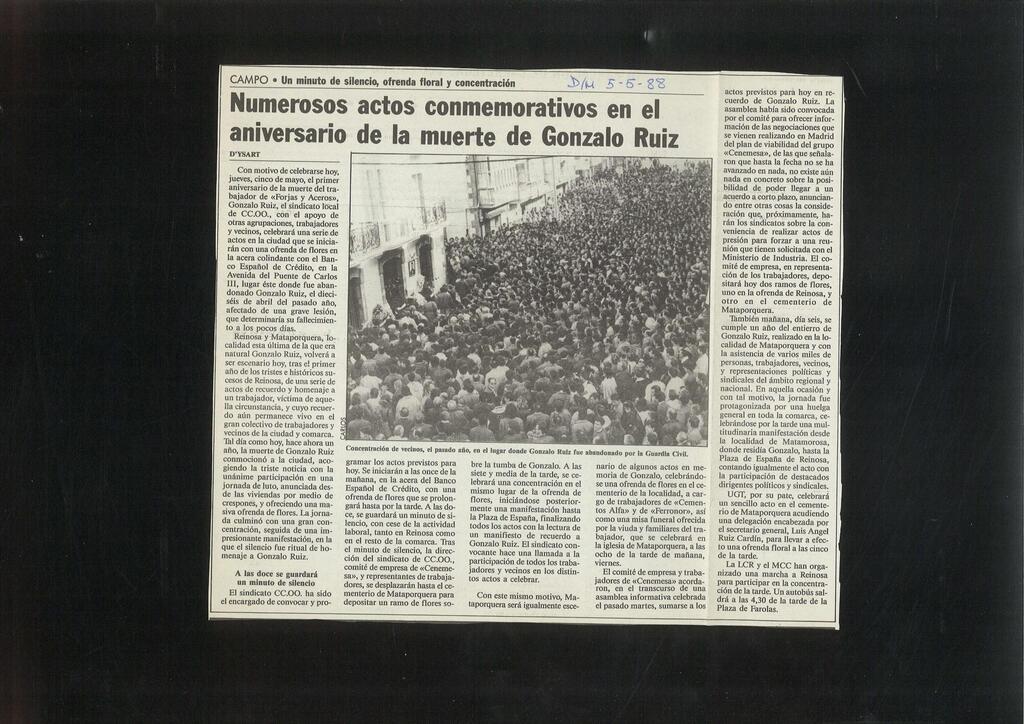 CAMPO • Un minuto de silencio, ofrenda floral y concentración
D/M 5-5-88
Numerosos actos conmemorativos en el
aniversario de la muerte de Gonzalo Ruiz
D'YSART
Con motivo de celebrarse hoy,
jueves, cinco de mayo, el primer
aniversario de la muerte del tra-
bajador de «Forjas y Aceros»,
Gonzalo Ruiz, el sindicato local
de CC.OO., con el apoyo de
otras agrupaciones, trabajadores
y vecinos, celebrará una serie de
actos en la ciudad que se inicia-
rán con una ofrenda de flores en
la acera colindante con el Ban-
co Español de Crédito, en la
Avenida del Puente de Carlos
III, lugar éste donde fue aban-
donado Gonzalo Ruiz, el dieci-
séis de abril del pasado año,
afectado de una grave lesión,
que determinaría su fallecimien-
to a los pocos días.
Reinosa y Mataporquera, lo-
calidad esta última de la que era
natural Gonzalo Ruiz, volverá a
ser escenario hoy, tras el primer
año de los tristes e históricos su-
cesos de Reinosa, de una serie de
actos de recuerdo y homenaje a
un trabajador, víctima de aque-
lla circunstancia, y cuyo recuer-
do aún permanece vivo en el
gran colectivo de trabajadores y
vecinos de la ciudad y comarca.
Tal día como hoy, hace ahora un
año, la muerte de Gonzalo Ruiz
conmocionó a la ciudad, aco-
giendo la triste noticia con la
unánime participación en una
jornada de luto, anunciada des-
de las viviendas por medio de
crespones, y ofreciendo una ma-
siva ofrenda de flores. La jorna-
da culminó con una gran con-
centración, seguida de una im-
presionante manifestación, en la
que el silencio fue ritual de ho-
menaje a Gonzalo Ruiz.
A las doce se guardará
un minuto de silencio
El sindicato CC.OO. ha sido
el encargado de convocar y pro-
CARLOS
Concentración de vecinos, el pasado año, en el lugar donde Gonzalo Ruiz fue abandonado por la Guardia Civil.
gramar los actos previstos para
hoy. Se iniciarán a las once de la
mañana, en la acera del Banco
Español de Crédito, con una
ofrenda de flores que se prolon-
gará hasta por la tarde. A las do-
ce, se guardará un minuto de si-
lencio, con cese de la actividad
laboral, tanto en Reinosa como
en el resto de la comarca. Tras
el minuto de silencio, la direc-
ción del sindicato de CC.OO.,
comité de empresa de «Ceneme-
sa», y representantes de trabaja-
dores, se desplazarán hasta el ce-
menterio de Mataporquera para
depositar un ramo de flores so-
bre la tumba de Gonzalo. A las
siete y media de la tarde, se ce-
lebrará una concentración en el
mismo lugar de la ofrenda de
flores, iniciándose posterior-
mente una manifestación hasta
la Plaza de España, finalizando
todos los actos con la lectura de
un manifiesto de recuerdo a
Gonzalo Ruiz. El sindicato con-
vocante hace una llamada a la
participación de todos los traba-
jadores y vecinos en los distin-
tos actos a celebrar.
Con este mismo motivo, Ma-
taporquera será igualmente esce-
nario de algunos actos en me-
moria de Gonzalo, celebrándo-
se una ofrenda de flores en el ce-
menterio de la localidad, a car-
go de trabajadores de «Cemen-
tos Alfa» y de «Ferronor», así
como una misa funeral ofrecida
por la viuda y familiares del tra-
bajador, que se celebrará en la
iglesia de Mataporquera, a las
ocho de la tarde de mañana,
viernes.
El comité de empresa y traba-
jadores de «Cenemesa» acorda-
ron, en el transcurso de una
asamblea informativa celebrada
el pasado martes, sumarse a los
actos previstos para hoy en re-
cuerdo de Gonzalo Ruiz. La
asamblea había sido convocada
por el comité para ofrecer infor-
mación de las negociaciones que
se vienen realizando en Madrid
del plan de viabilidad del grupo
«Cenemesa», de las que señala-
ron que hasta la fecha no se ha
avanzado en nada, no existe aún
nada en concreto sobre la posi-
bilidad de poder llegar a un
acuerdo a corto plazo, anuncian-
do entre otras cosas la conside-
ración que, próximamente, ha-
rán los sindicatos sobre la con-
veniencia de realizar actos de
presión para forzar a una reu-
nión que tienen solicitada con el
Ministerio de Industria. El co-
mité de empresa, en representa-
ción de los trabajadores, depo-
sitará hoy dos ramos de flores,
uno en la ofrenda de Reinosa, y
otro en el cementerio de
Mataporquera.
También mañana, día seis, se
cumple un año del entierro de
Gonzalo Ruiz, realizado en la lo-
calidad de Mataporquera y con
la asistencia de varios miles de
personas, trabajadores, vecinos,
y representaciones políticas y
sindicales del ámbito regional y
nacional. En aquella ocasión y
con tal motivo, la jornada fue
protagonizada por una huelga
general en toda la comarca, ce-
lebrándose por la tarde una mul-
titudinaria manifestación desde
la localidad de Matamorosa,
donde residía Gonzalo, hasta la
Plaza de España de Reinosa,
contando igualmente el acto con
la participación de destacados
dirigentes políticos y sindicales.
UGT, por su pate, celebrará
un sencillo acto en el cemente-
rio de Mataporquera acudiendo
una delegación encabezada por
el secretario general, Luis Angel
Ruiz Cardín, para llevar a efec-
to una ofrenda floral a las cinco
de la tarde.
La LCR y el MCC han orga-
nizado una marcha a Reinosa
para participar en la concentra-
ción de la tarde. Un autobús sal-
drá a las 4,30 de la tarde de la
Plaza de Farolas.